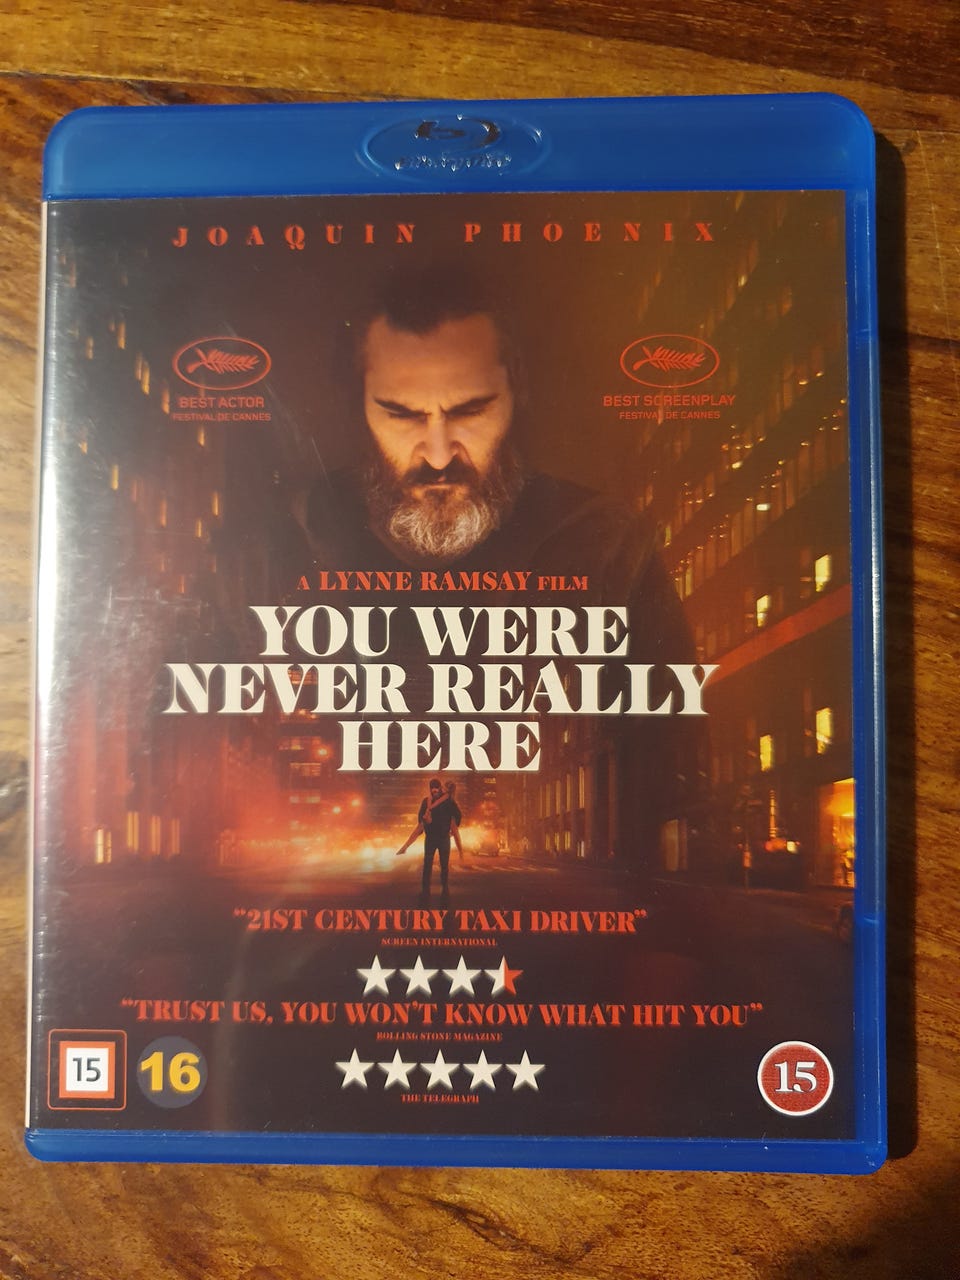 JOAQUIN PHOENIX
BEST ACTOR
FESTIVAL DE CANNES
BEST SCREENPLAY
FESTIVAL DE CANNES
A LYNNE RAMSAY FILM
YOU WERE
NEVER REALLY
HERE
"21ST CENTURY TAXI DRIVER"
SCREEN INTERNATIONAL
"TRUST US, YOU WON'T KNOW WHAT HIT YOU"
ROLLING STONE MAGAZINE
THE TELEGRAPH
15
16
15